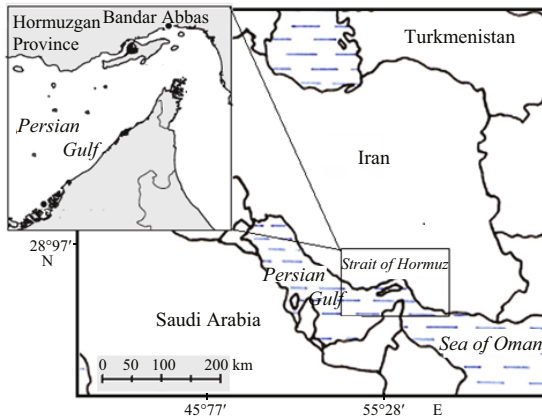 Hormuzgan
Province
Bandar Abbas
Persian
Gulf
Turkmenistan
Iran
28°97′
N
Strait of Hormuz
Persian
Gulf
Saudi Arabia
Sea of Oman
0 50 100 200 km
45°77′ 55°28′ E